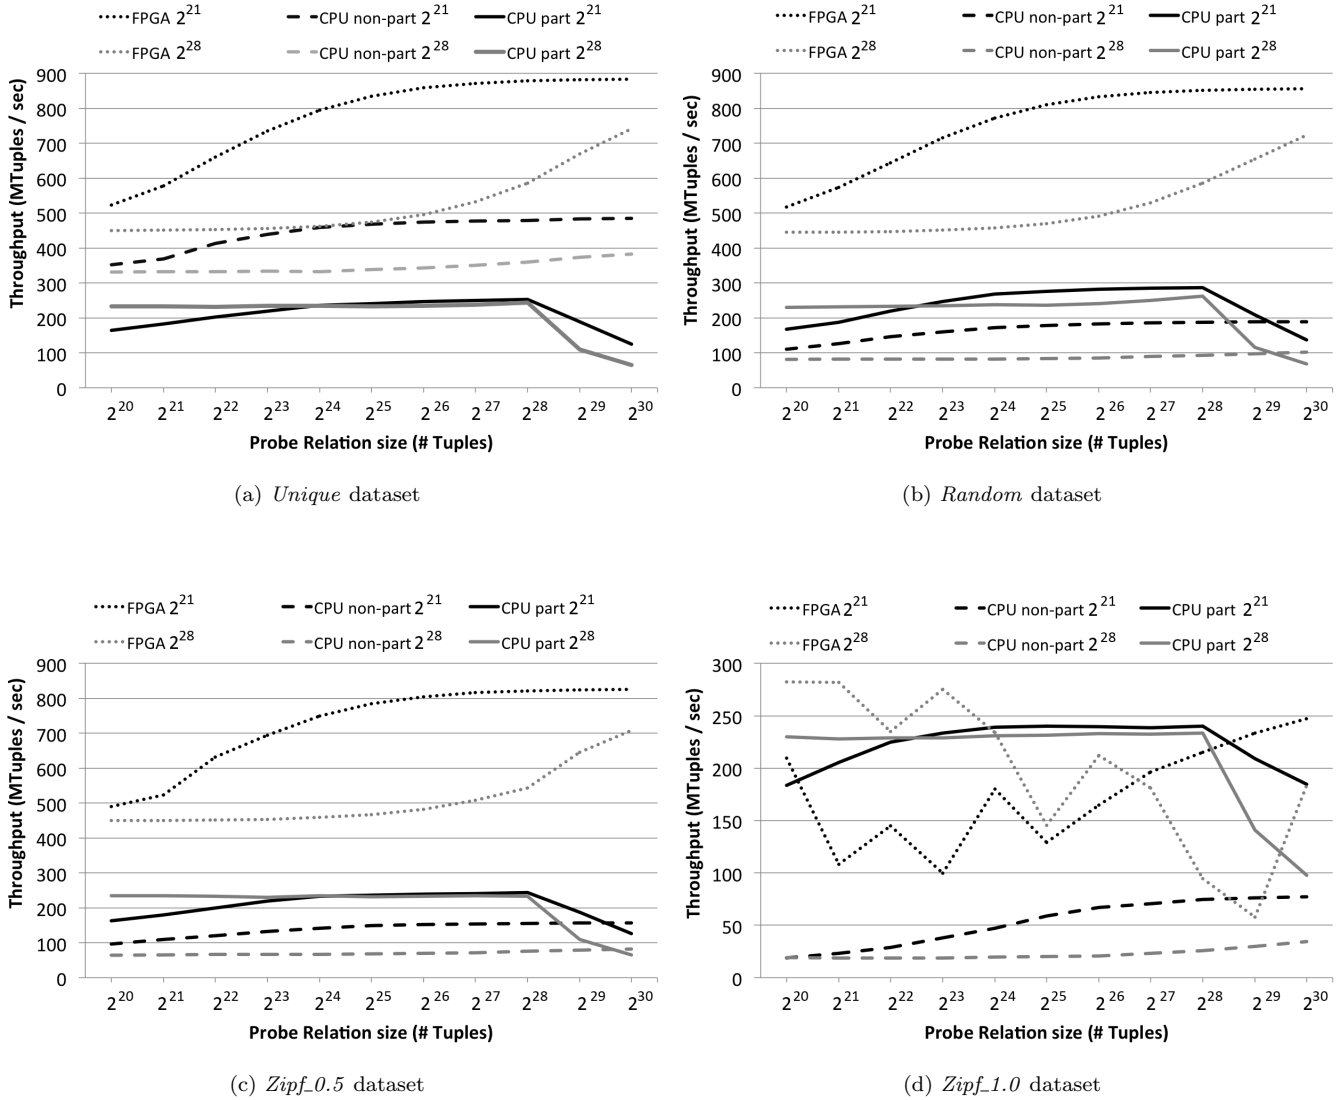 FPGA 2^21 CPU non-part 2^21 CPU part 2^21
FPGA 2^28 CPU non-part 2^28 CPU part 2^28
900
800
700
600
500
400
300
200
100
0
Throughput (MTuples / sec)
2^20 2^21 2^22 2^23 2^24 2^25 2^26 2^27 2^28 2^29 2^30
Probe Relation size (# Tuples)
(a) Unique dataset
FPGA 2^21 CPU non-part 2^21 CPU part 2^21
FPGA 2^28 CPU non-part 2^28 CPU part 2^28
900
800
700
600
500
400
300
200
100
0
Throughput (MTuples / sec)
2^20 2^21 2^22 2^23 2^24 2^25 2^26 2^27 2^28 2^29 2^30
Probe Relation size (# Tuples)
(b) Random dataset
FPGA 2^21 CPU non-part 2^21 CPU part 2^21
FPGA 2^28 CPU non-part 2^28 CPU part 2^28
900
800
700
600
500
400
300
200
100
0
Throughput (MTuples / sec)
2^20 2^21 2^22 2^23 2^24 2^25 2^26 2^27 2^28 2^29 2^30
Probe Relation size (# Tuples)
(c) Zipf_0.5 dataset
FPGA 2^21 CPU non-part 2^21 CPU part 2^21
FPGA 2^28 CPU non-part 2^28 CPU part 2^28
300
250
200
150
100
50
0
Throughput (MTuples / sec)
2^20 2^21 2^22 2^23 2^24 2^25 2^26 2^27 2^28 2^29 2^30
Probe Relation size (# Tuples)
(d) Zipf_1.0 dataset